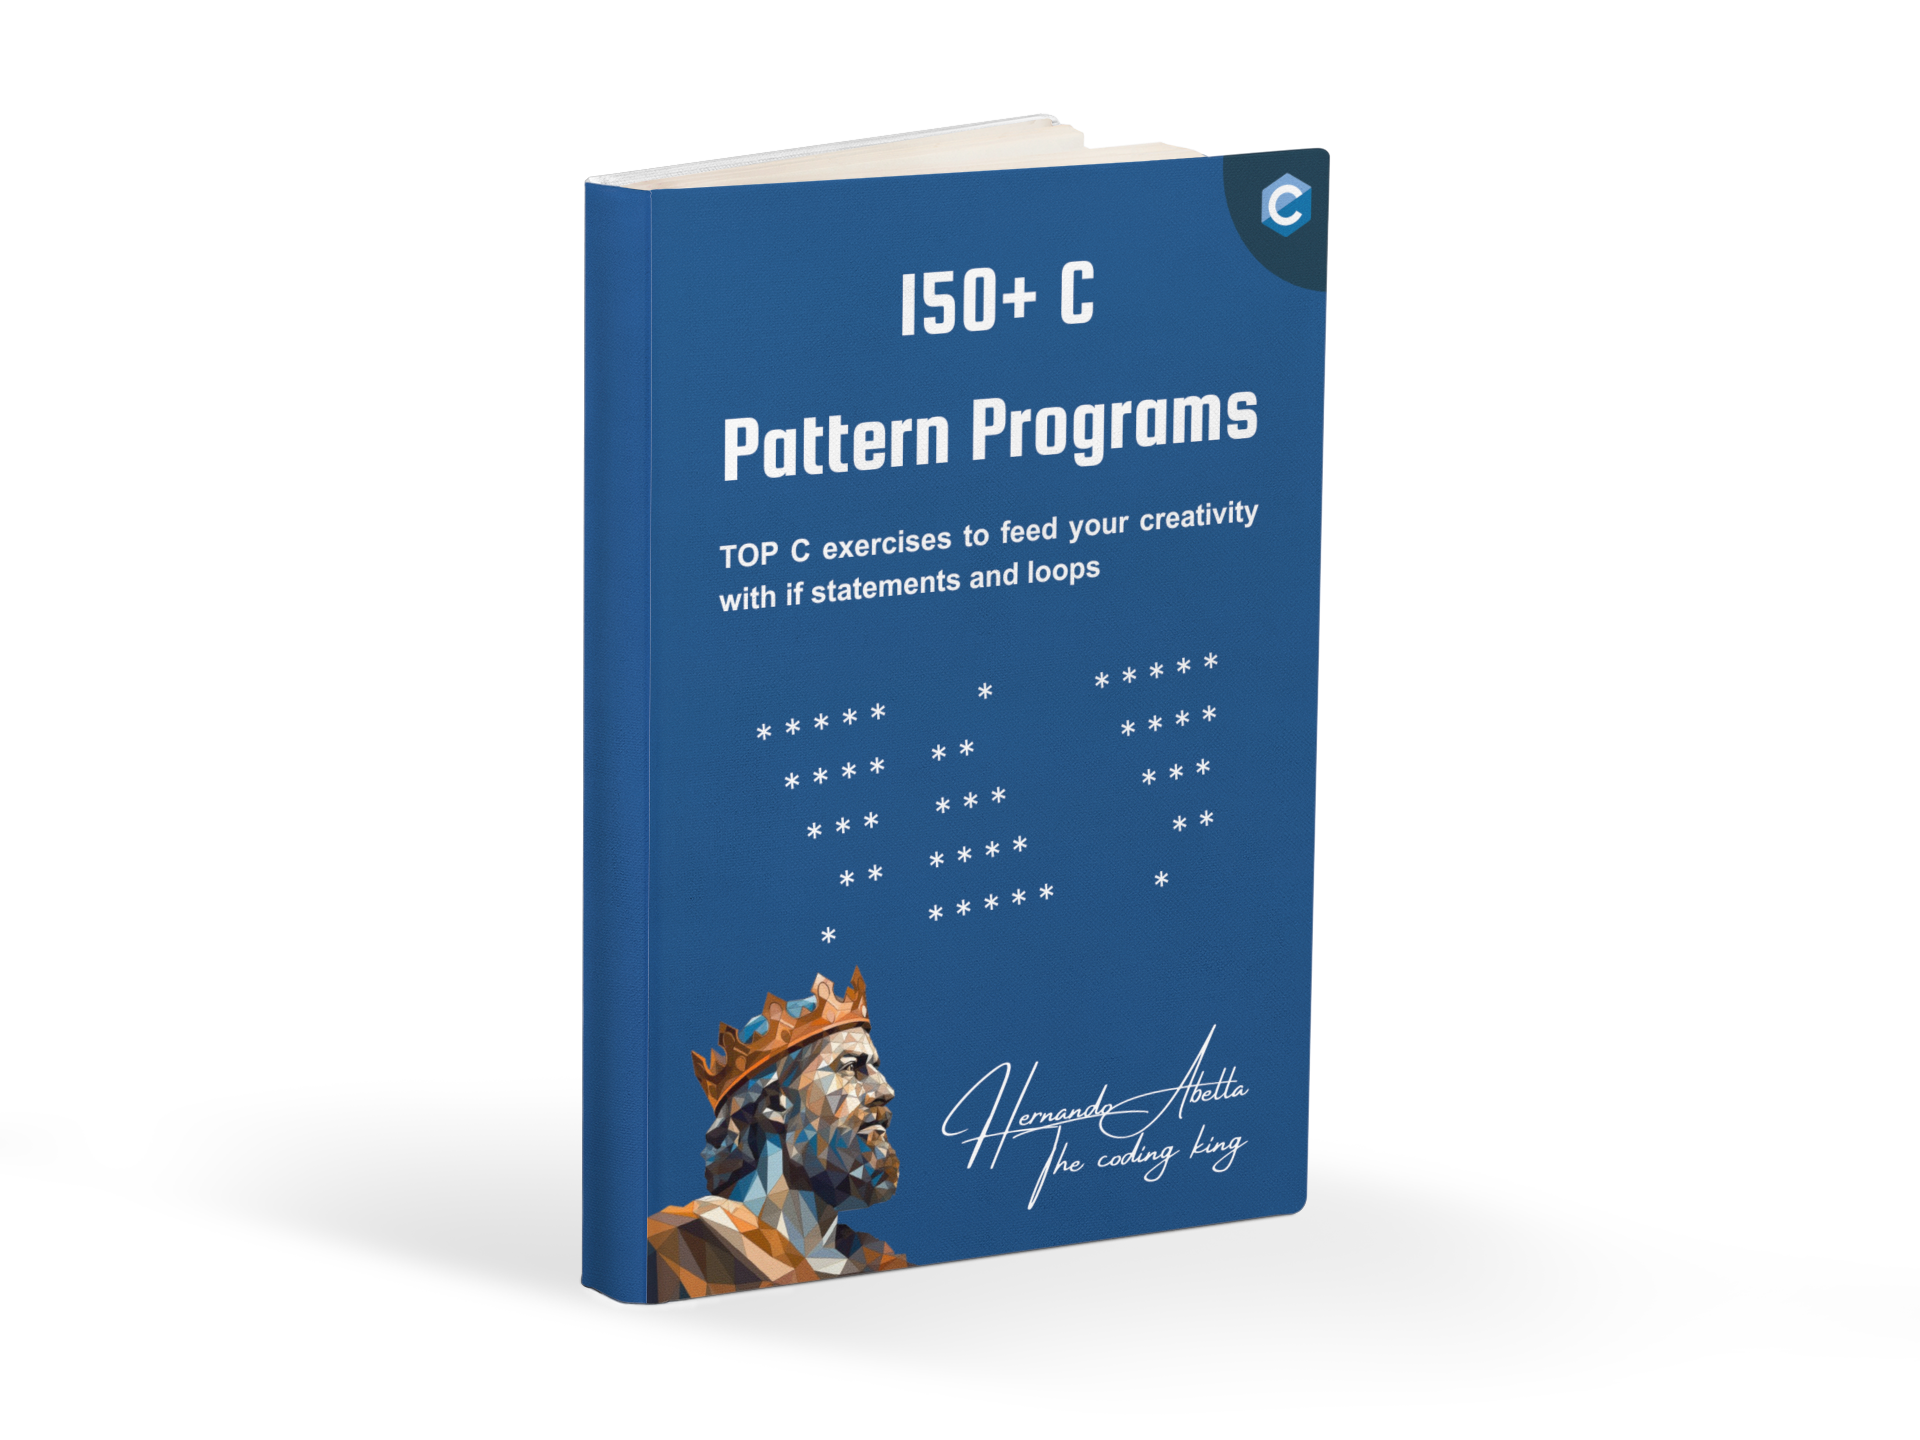 C
150+ C
Pattern Programs
TOP C exercises to feed your creativity
with if statements and loops
* * * * *
* * * *
* * *
* *
*
*
* *
* * *
* * * *
* * * * *
* * * * *
* * * *
* * *
* *
*
Hernando Abella
The coding king